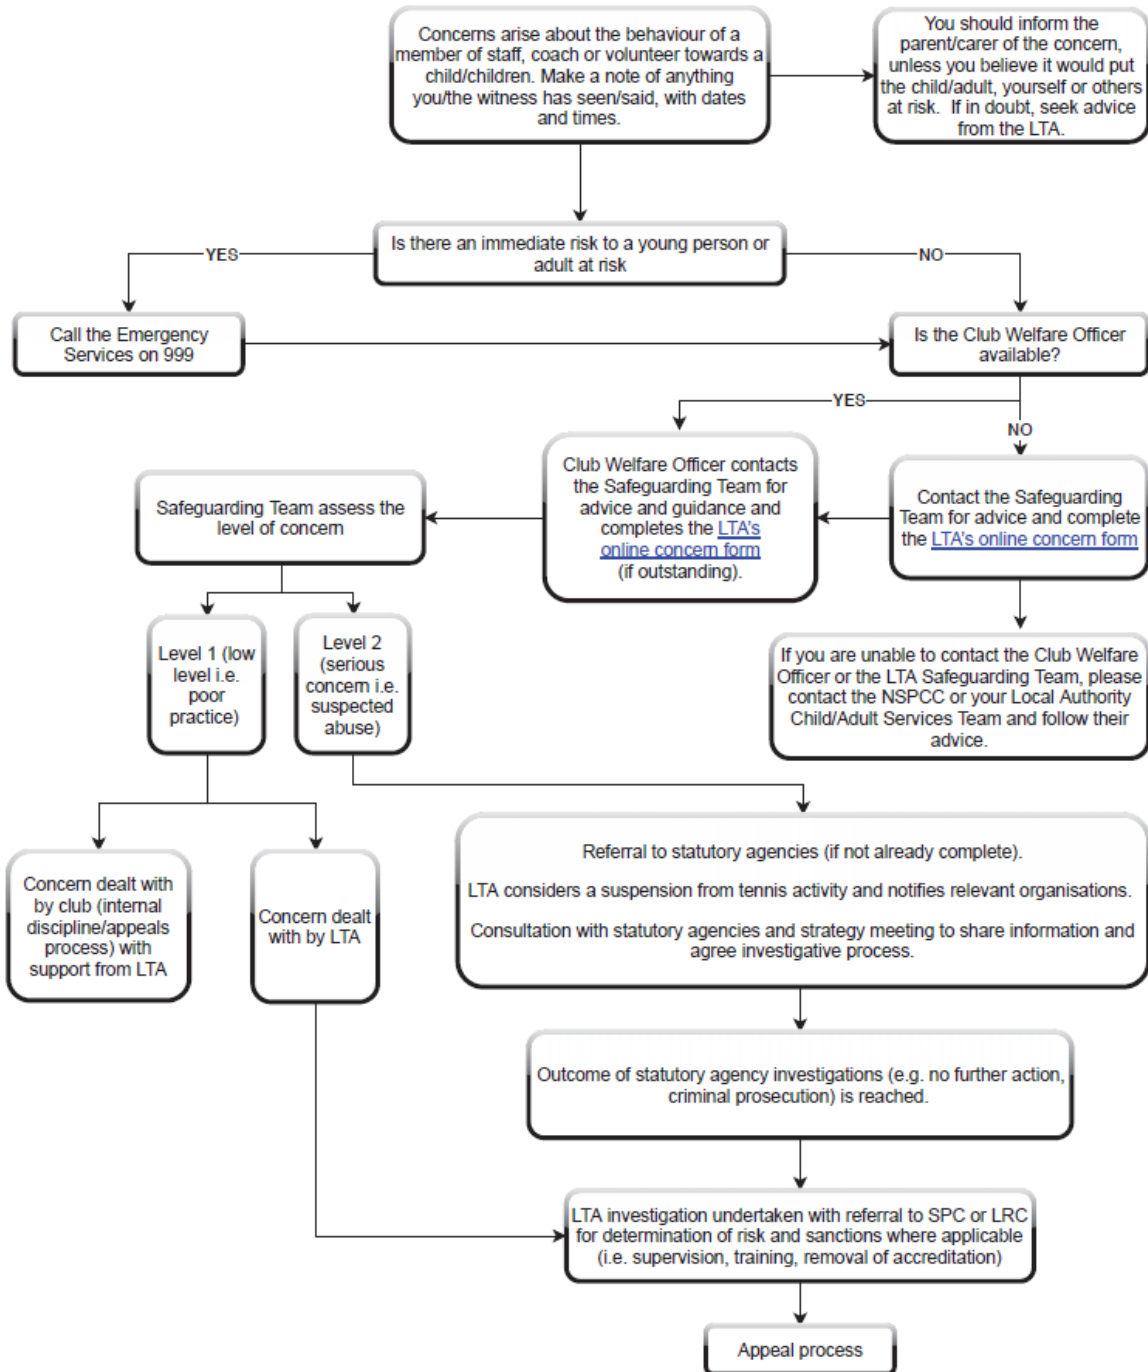 Concerns arise about the behaviour of a
member of staff, coach or volunteer towards a
child/children. Make a note of anything
you/the witness has seen/said, with dates
and times.
You should inform the
parent/carer of the concern,
unless you believe it would put
the child/adult, yourself or others
at risk.  If in doubt, seek advice
from the LTA.
Is there an immediate risk to a young person or
adult at risk
YES
NO
Call the Emergency
Services on 999
Is the Club Welfare Officer
available?
YES
NO
Club Welfare Officer contacts
the Safeguarding Team for
advice and guidance and
completes the LTA's
online concern form
(if outstanding).
Contact the Safeguarding
Team for advice and complete
the LTA's online concern form
Safeguarding Team assess the
level of concern
Level 1 (low
level i.e.
poor
practice)
Level 2
(serious
concern i.e.
suspected
abuse)
If you are unable to contact the Club Welfare
Officer or the LTA Safeguarding Team, please
contact the NSPCC or your Local Authority
Child/Adult Services Team and follow their
advice.
Concern dealt with
by club (internal
discipline/appeals
process) with
support from LTA
Concern dealt
with by LTA
Referral to statutory agencies (if not already complete).
LTA considers a suspension from tennis activity and notifies relevant organisations.
Consultation with statutory agencies and strategy meeting to share information and
agree investigative process.
Outcome of statutory agency investigations (e.g. no further action,
criminal prosecution) is reached.
LTA investigation undertaken with referral to SPC or LRC
for determination of risk and sanctions where applicable
(i.e. supervision, training, removal of accreditation)
Appeal process